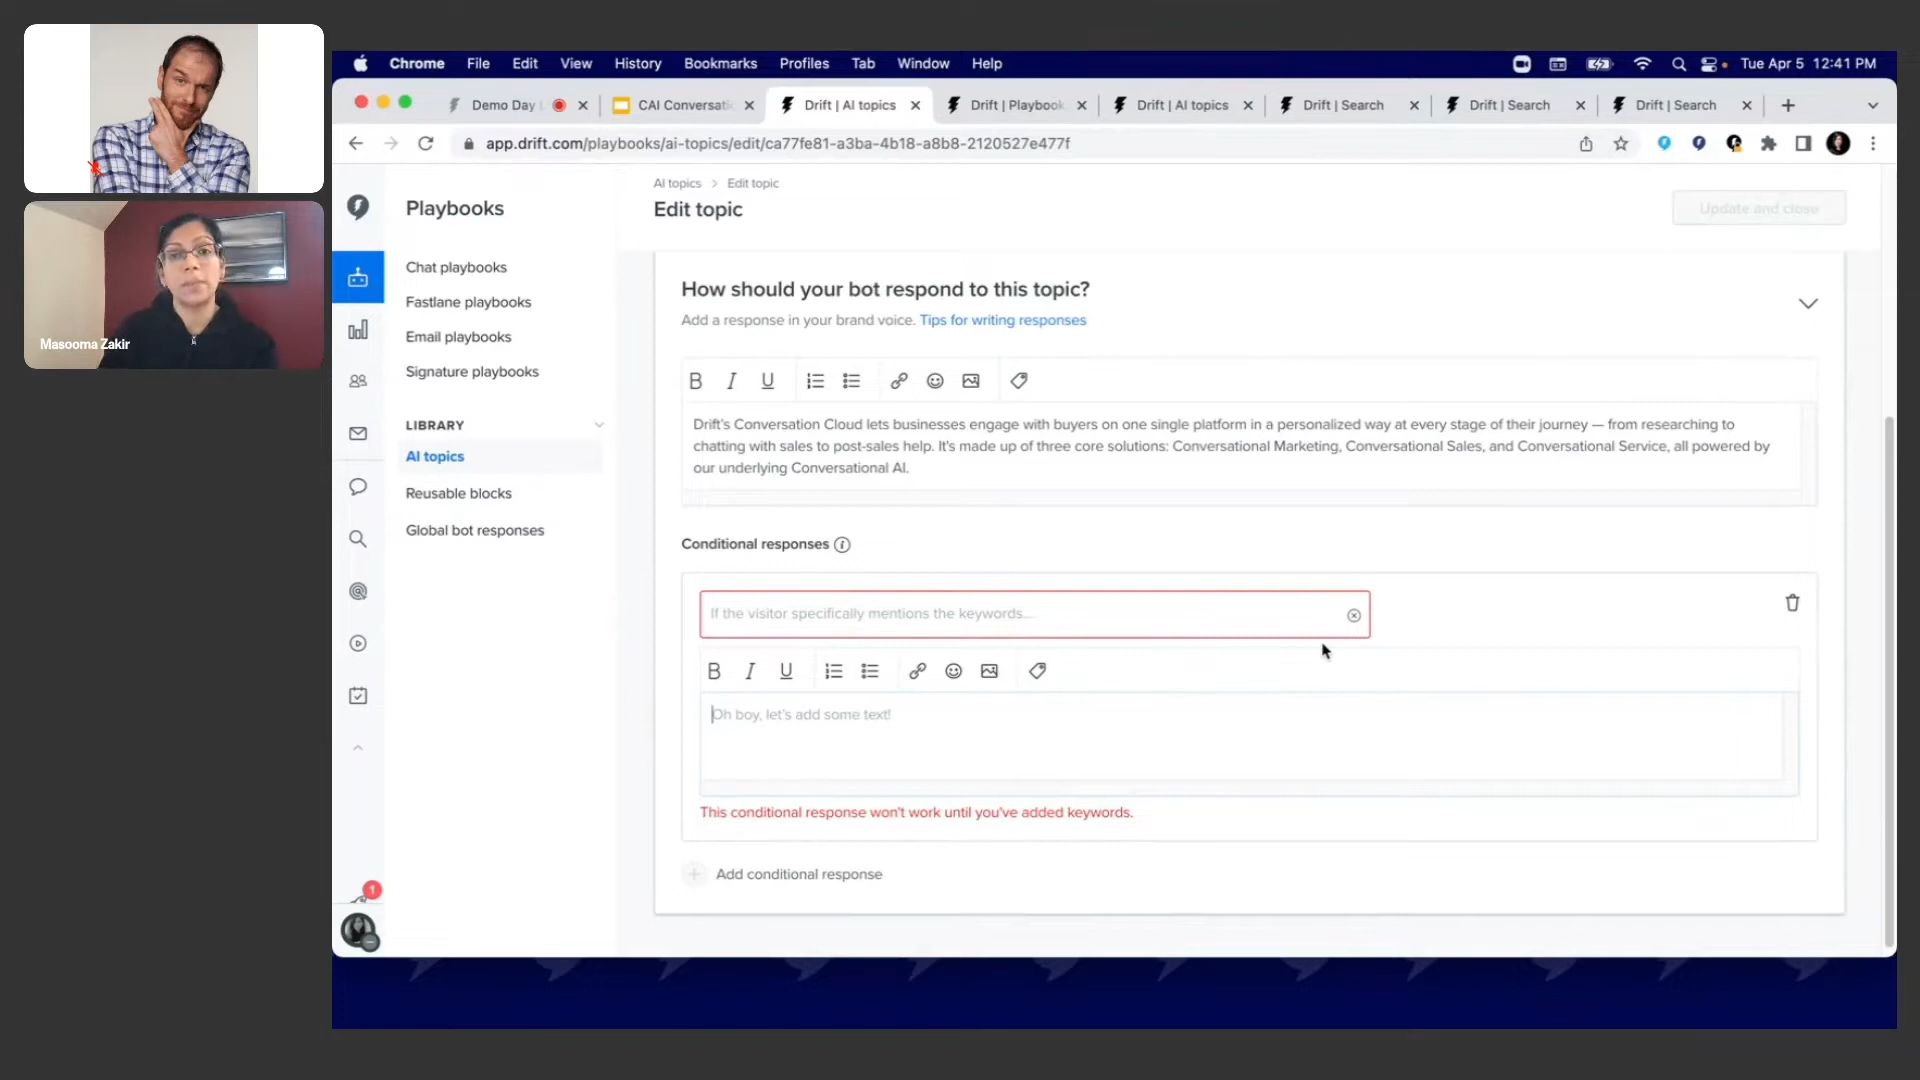 Masooma Zakir
Chrome File Edit View History Bookmarks Profiles Tab Window Help
Tue Apr 5 12:41 PM
Demo Day
CAI Conversati
Drift | AI topics
Drift | Playbook
Drift | AI topics
Drift | Search
Drift | Search
Drift | Search
app.drift.com/playbooks/ai-topics/edit/ca77fe81-a3ba-4b18-a8b8-2120527e477f
Playbooks
Chat playbooks
Fastlane playbooks
Email playbooks
Signature playbooks
LIBRARY
AI topics
Reusable blocks
Global bot responses
1
AI topics > Edit topic
Edit topic
Update and close
How should your bot respond to this topic?
Add a response in your brand voice. Tips for writing responses
B I U
Drift's Conversation Cloud lets businesses engage with buyers on one single platform in a personalized way at every stage of their journey — from researching to
chatting with sales to post-sales help. It's made up of three core solutions: Conversational Marketing, Conversational Sales, and Conversational Service, all powered by
our underlying Conversational AI.
Conditional responses
If the visitor specifically mentions the keywords...
B I U
Oh boy, let's add some text!
This conditional response won't work until you've added keywords.
Add conditional response